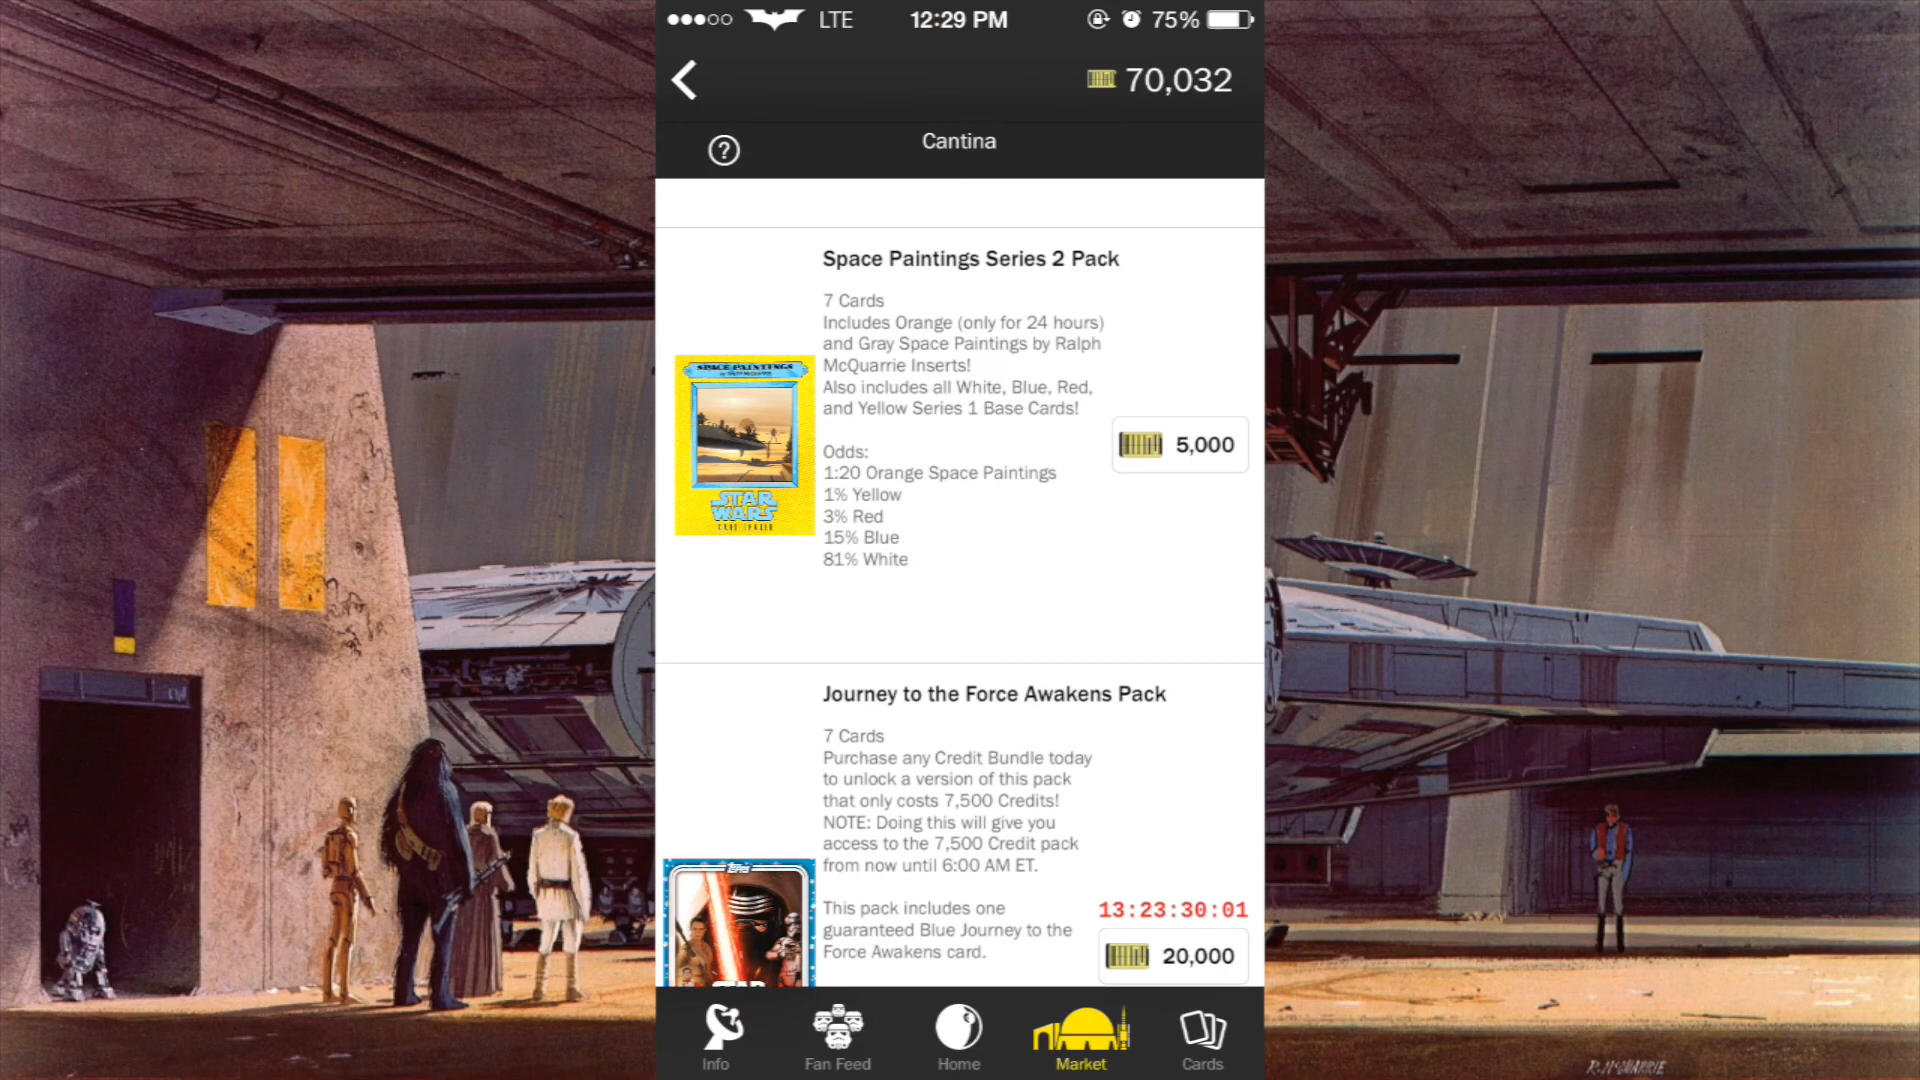 LTE 12:29 PM 75%
70,032
? Cantina
Space Paintings Series 2 Pack
7 Cards
Includes Orange (only for 24 hours)
and Gray Space Paintings by Ralph
McQuarrie Inserts!
Also includes all White, Blue, Red,
and Yellow Series 1 Base Cards!
Odds:
1:20 Orange Space Paintings
1% Yellow
3% Red
15% Blue
81% White
SPACE PAINTINGS
STAR
WARS
5,000
Journey to the Force Awakens Pack
7 Cards
Purchase any Credit Bundle today
to unlock a version of this pack
that only costs 7,500 Credits!
NOTE: Doing this will give you
access to the 7,500 Credit pack
from now until 6:00 AM ET.
This pack includes one
guaranteed Blue Journey to the
Force Awakens card.
Topps
13:23:30:01
20,000
Info
Fan Feed
Home
Market
Cards
R. McQUARRIE